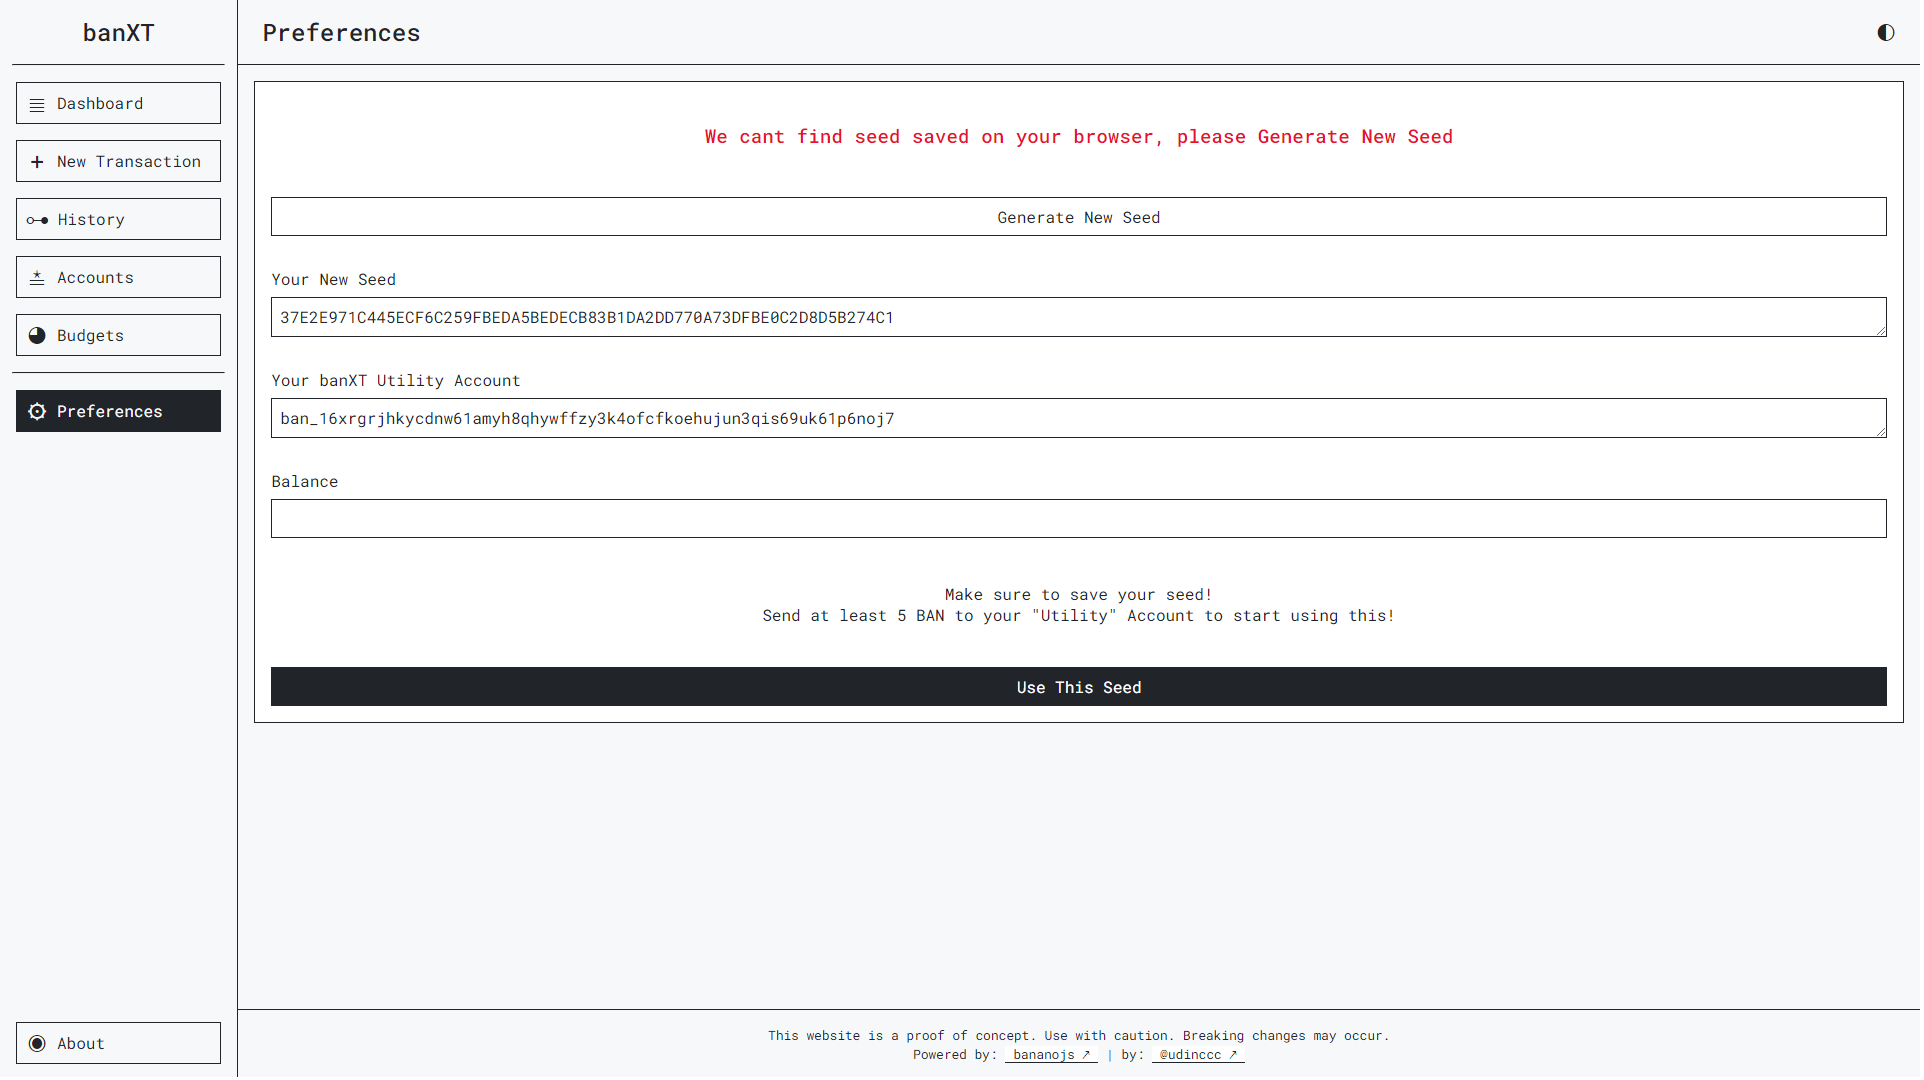 banXT
Dashboard
New Transaction
History
Accounts
Budgets
Preferences
About
Preferences
We cant find seed saved on your browser, please Generate New Seed
Generate New Seed
Your New Seed
37E2E971C445ECF6C259FBEDA5BEDECB83B1DA2DD770A73DFBE0C2D8D5B274C1
Your banXT Utility Account
ban_16xrgrjhkycdnw61amyh8qhywffzy3k4ofcfkoehujun3qis69uk61p6noj7
Balance
Make sure to save your seed!
Send at least 5 BAN to your "Utility" Account to start using this!
Use This Seed
This website is a proof of concept. Use with caution. Breaking changes may occur.
Powered by: bananojs ↗ | by: @udinccc ↗